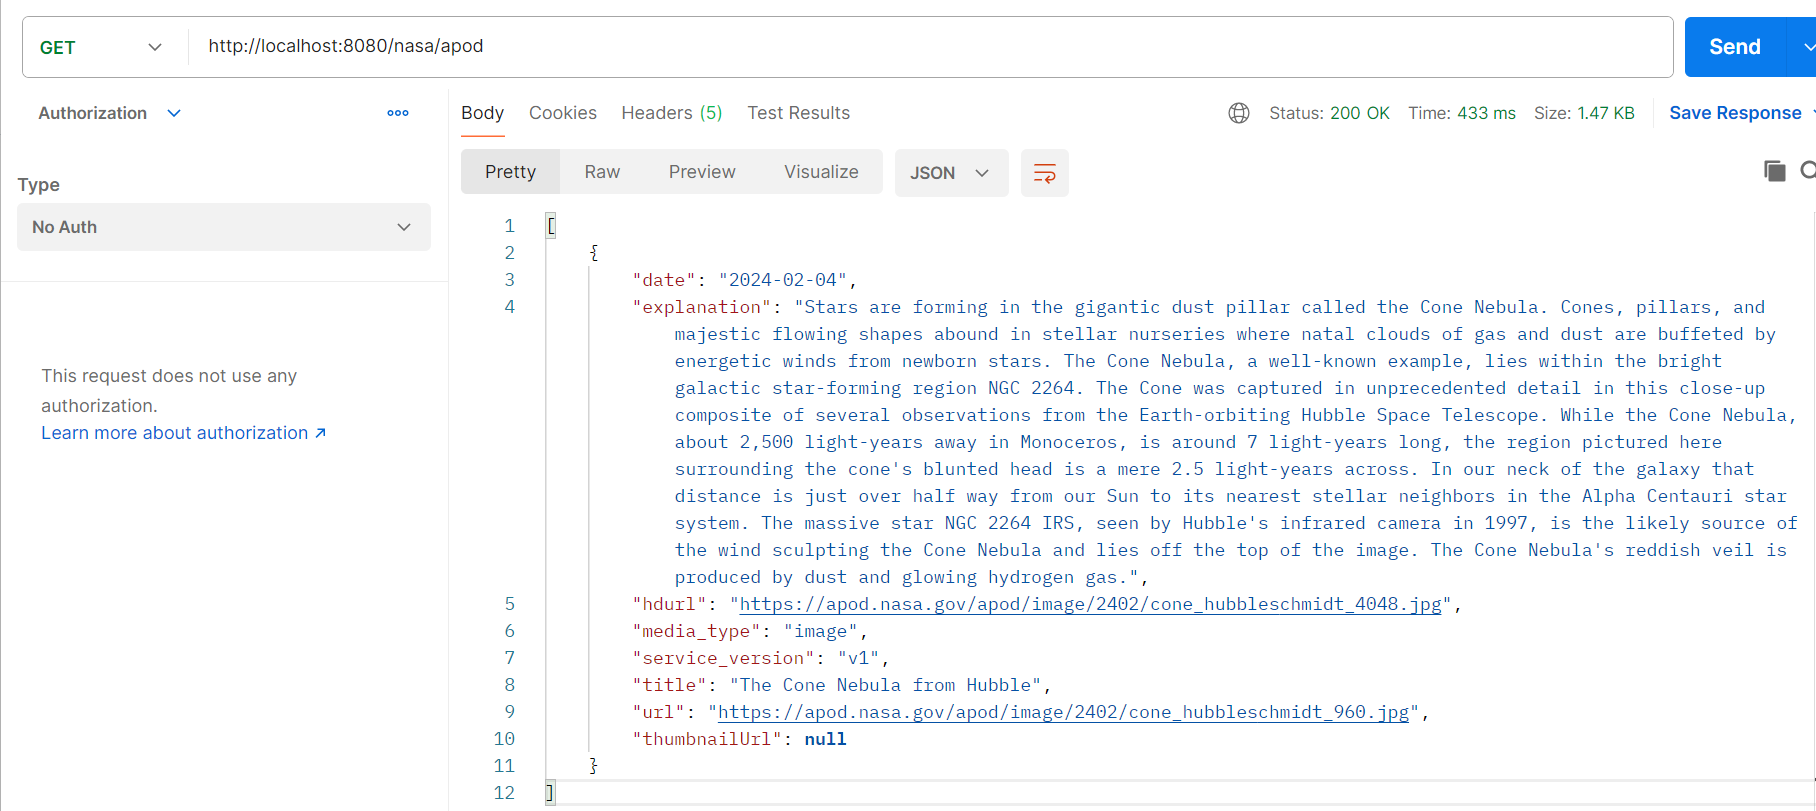 GET http://localhost:8080/nasa/apod Send
Authorization
Body Cookies Headers (5) Test Results Status: 200 OK Time: 433 ms Size: 1.47 KB Save Response
Pretty Raw Preview Visualize JSON
Type
No Auth
This request does not use any
authorization.
Learn more about authorization ↗
1 [
2 {
3 "date": "2024-02-04",
4 "explanation": "Stars are forming in the gigantic dust pillar called the Cone Nebula. Cones, pillars, and
majestic flowing shapes abound in stellar nurseries where natal clouds of gas and dust are buffeted by
energetic winds from newborn stars. The Cone Nebula, a well-known example, lies within the bright
galactic star-forming region NGC 2264. The Cone was captured in unprecedented detail in this close-up
composite of several observations from the Earth-orbiting Hubble Space Telescope. While the Cone Nebula,
about 2,500 light-years away in Monoceros, is around 7 light-years long, the region pictured here
surrounding the cone's blunted head is a mere 2.5 light-years across. In our neck of the galaxy that
distance is just over half way from our Sun to its nearest stellar neighbors in the Alpha Centauri star
system. The massive star NGC 2264 IRS, seen by Hubble's infrared camera in 1997, is the likely source of
the wind sculpting the Cone Nebula and lies off the top of the image. The Cone Nebula's reddish veil is
produced by dust and glowing hydrogen gas.",
5 "hdurl": "https://apod.nasa.gov/apod/image/2402/cone_hubbleschmidt_4048.jpg",
6 "media_type": "image",
7 "service_version": "v1",
8 "title": "The Cone Nebula from Hubble",
9 "url": "https://apod.nasa.gov/apod/image/2402/cone_hubbleschmidt_960.jpg",
10 "thumbnailUrl": null
11 }
12 ]